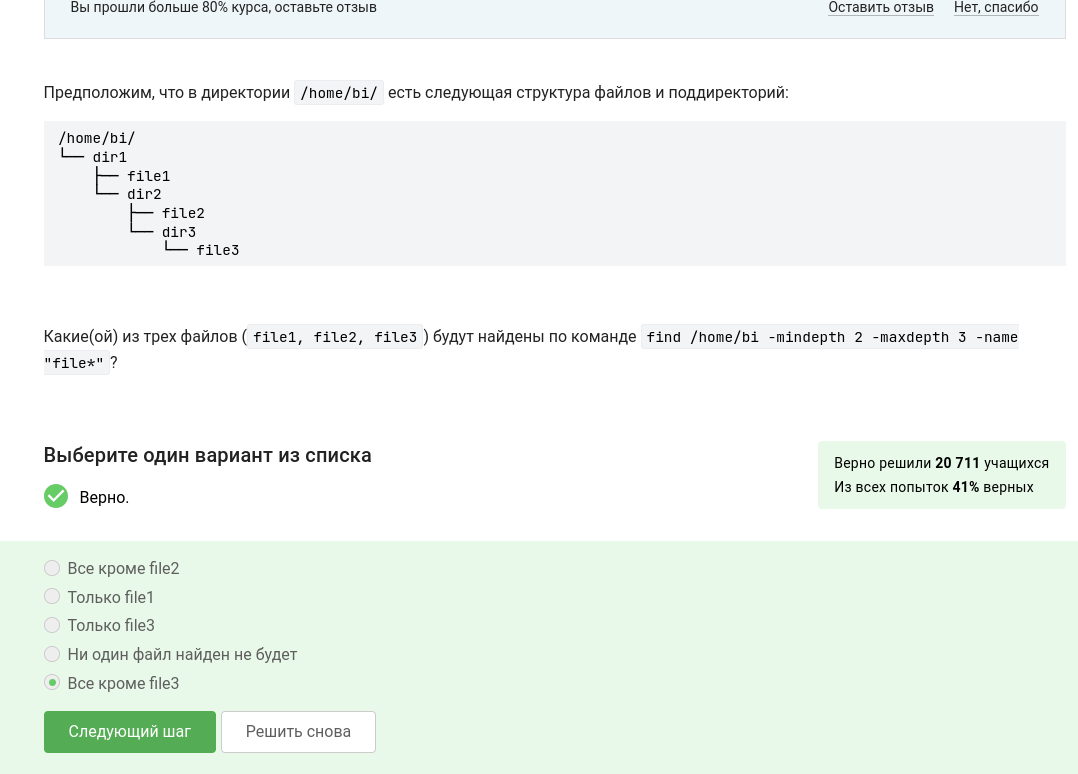 Вы прошли больше 80% курса, оставьте отзыв Оставить отзыв Нет, спасибо
Предположим, что в директории /home/bi/ есть следующая структура файлов и поддиректорий:
/home/bi/
└── dir1
    ├── file1
    └── dir2
        ├── file2
        └── dir3
            └── file3
Какие(ой) из трех файлов ( file1, file2, file3 ) будут найдены по команде find /home/bi -mindepth 2 -maxdepth 3 -name
"file*" ?
Выберите один вариант из списка
Верно.
Верно решили 20 711 учащихся
Из всех попыток 41% верных
Все кроме file2
Только file1
Только file3
Ни один файл найден не будет
Все кроме file3
Следующий шаг Решить снова